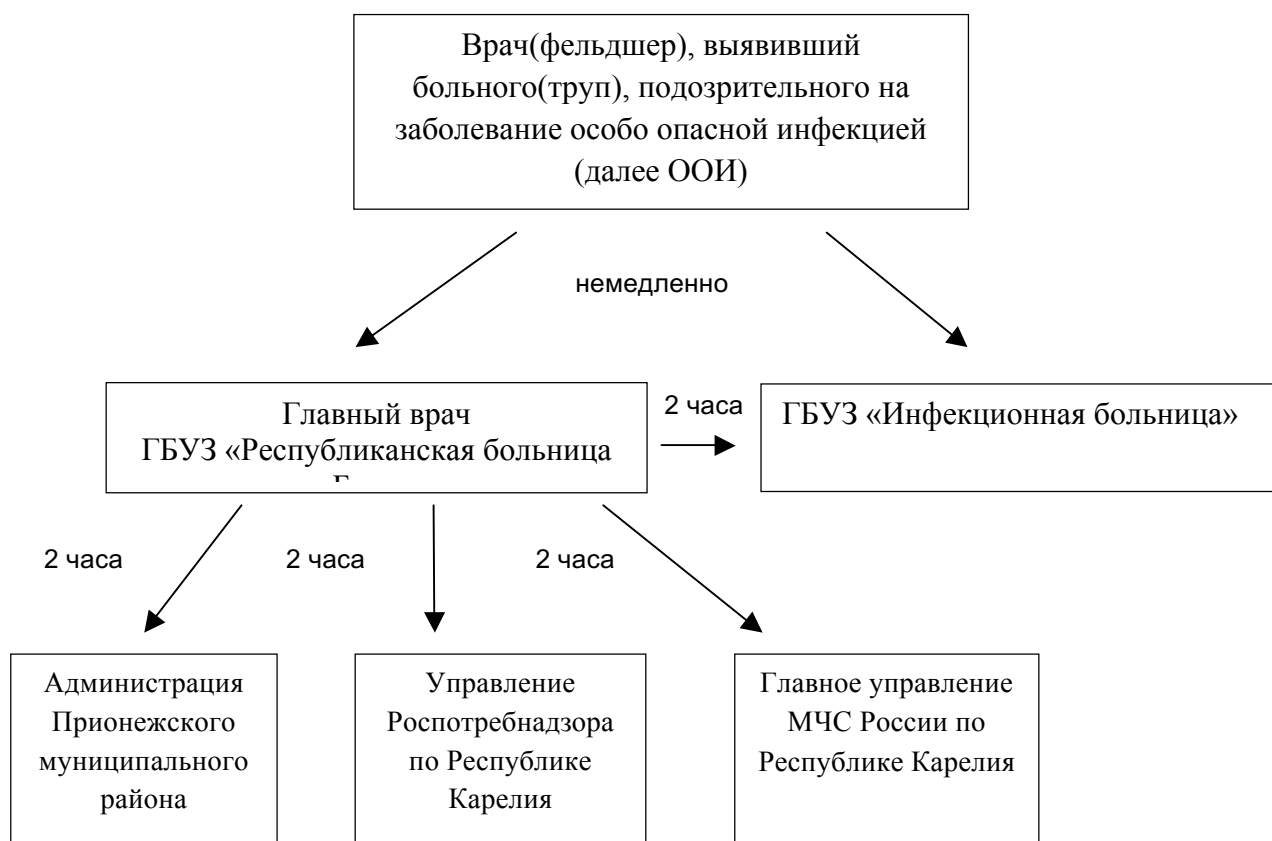 Врач(фельдшер), выявивший
больного(труп), подозрительного на
заболевание особо опасной инфекцией
(далее ООИ)
немедленно
Главный врач
ГБУЗ «Республиканская больница
2 часа
ГБУЗ «Инфекционная больница»
2 часа
2 часа
2 часа
Администрация
Прионежского
муниципального
района
Управление
Роспотребнадзора
по Республике
Карелия
Главное управление
МЧС России по
Республике Карелия